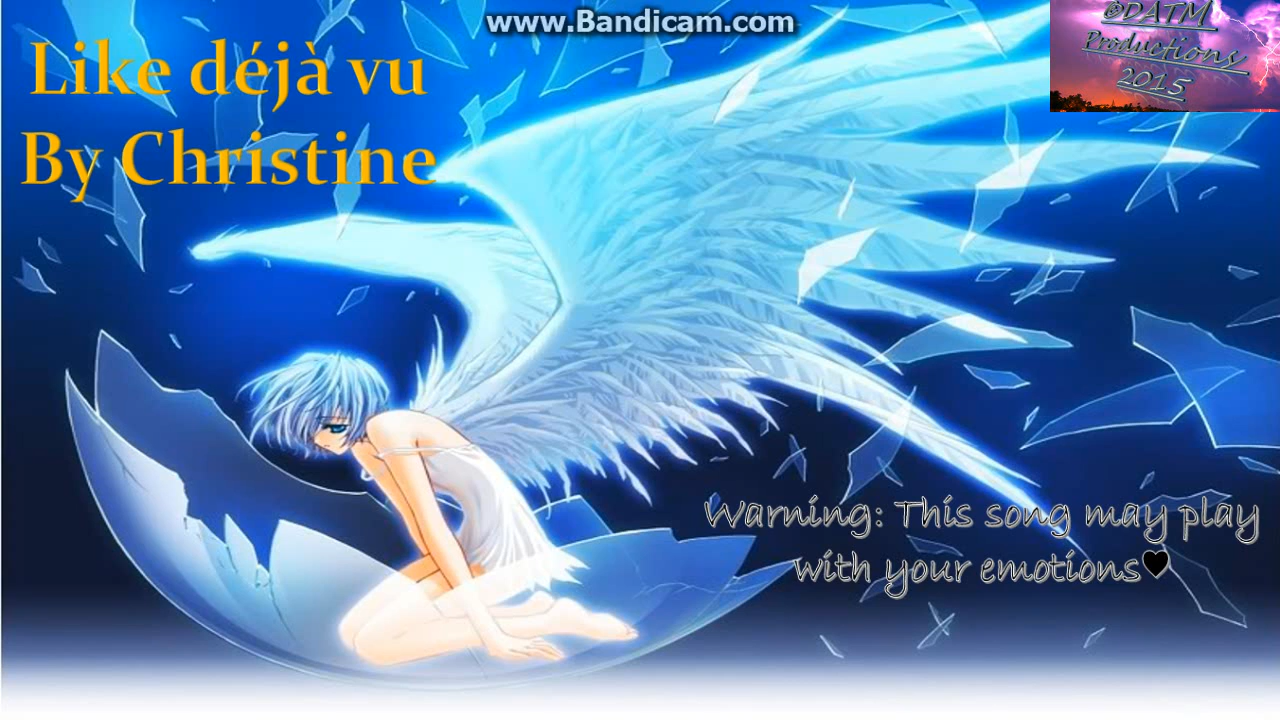 www.Bandicam.com
Like déjà vu
By Christine
©DATM
Productions
2015
Warning: This song may play
with your emotions♥